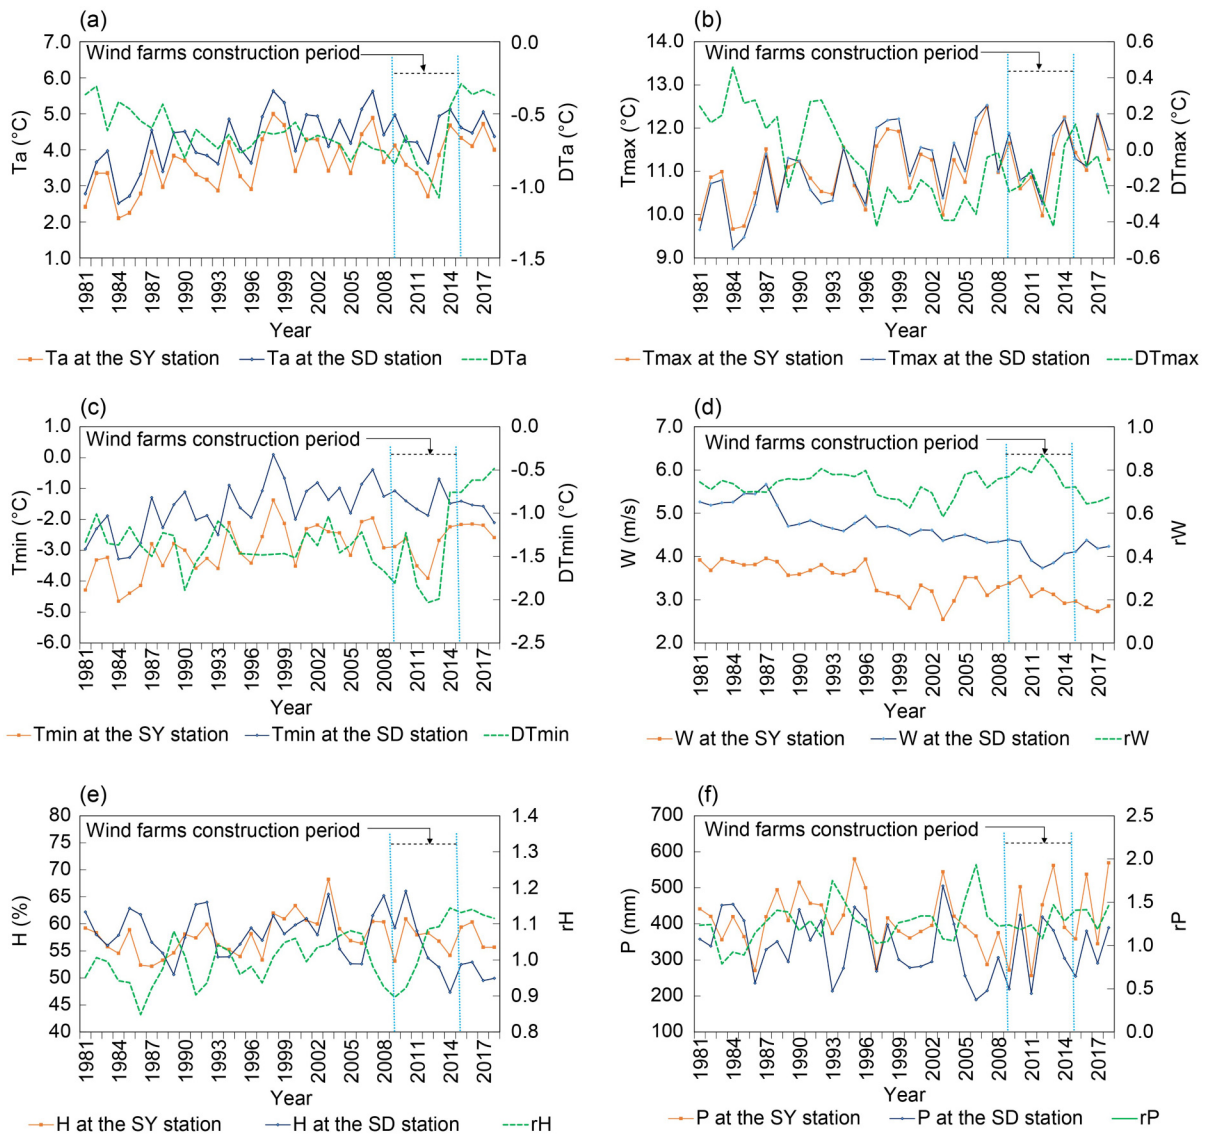 (a)
Wind farms construction period
7.0
6.0
5.0
4.0
3.0
2.0
1.0
Ta (°C)
0.0
-0.5
-1.0
-1.5
DTa (°C)
1981 1984 1987 1990 1993 1996 1999 2002 2005 2008 2011 2014 2017
Year
Ta at the SY station Ta at the SD station DTa
(b)
Wind farms construction period
14.0
13.0
12.0
11.0
10.0
9.0
Tmax (°C)
0.6
0.4
0.2
0.0
-0.2
-0.4
-0.6
DTmax (°C)
1981 1984 1987 1990 1993 1996 1999 2002 2005 2008 2011 2014 2017
Year
Tmax at the SY station Tmax at the SD station DTmax
(c)
Wind farms construction period
1.0
0.0
-1.0
-2.0
-3.0
-4.0
-5.0
-6.0
Tmin (°C)
0.0
-0.5
-1.0
-1.5
-2.0
-2.5
DTmin (°C)
1981 1984 1987 1990 1993 1996 1999 2002 2005 2008 2011 2014 2017
Year
Tmin at the SY station Tmin at the SD station DTmin
(d)
Wind farms construction period
7.0
6.0
5.0
4.0
3.0
2.0
W (m/s)
1.0
0.8
0.6
0.4
0.2
0.0
rW
1981 1984 1987 1990 1993 1996 1999 2002 2005 2008 2011 2014 2017
Year
W at the SY station W at the SD station rW
(e)
Wind farms construction period
80
75
70
65
60
55
50
45
40
H (%)
1.4
1.3
1.2
1.1
1.0
0.9
0.8
rH
1981 1984 1987 1990 1993 1996 1999 2002 2005 2008 2011 2014 2017
Year
H at the SY station H at the SD station rH
(f)
Wind farms construction period
700
600
500
400
300
200
100
P (mm)
2.5
2.0
1.5
1.0
0.5
0.0
rP
1981 1984 1987 1990 1993 1996 1999 2002 2005 2008 2011 2014 2017
Year
P at the SY station P at the SD station rP